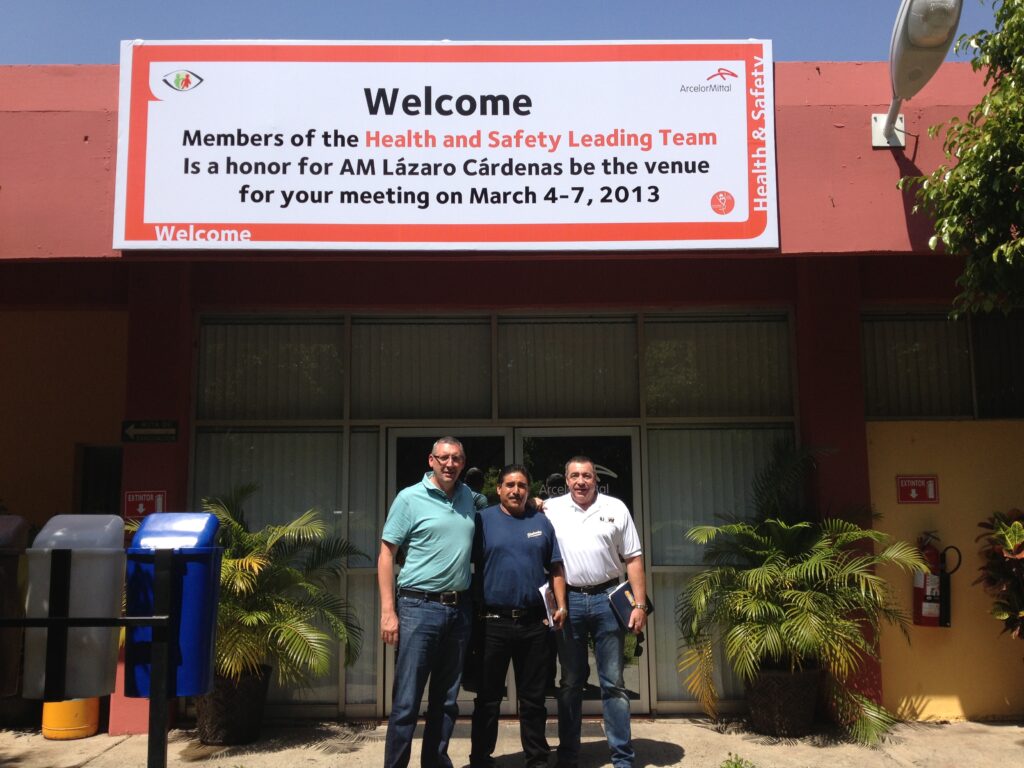 Welcome
ArcelorMittal
Members of the Health and Safety Leading Team
Is a honor for AM Lázaro Cárdenas be the venue
for your meeting on March 4-7, 2013
Health & Safety
Welcome
ArcelorMittal
EXTINTOR
EXTINTOR